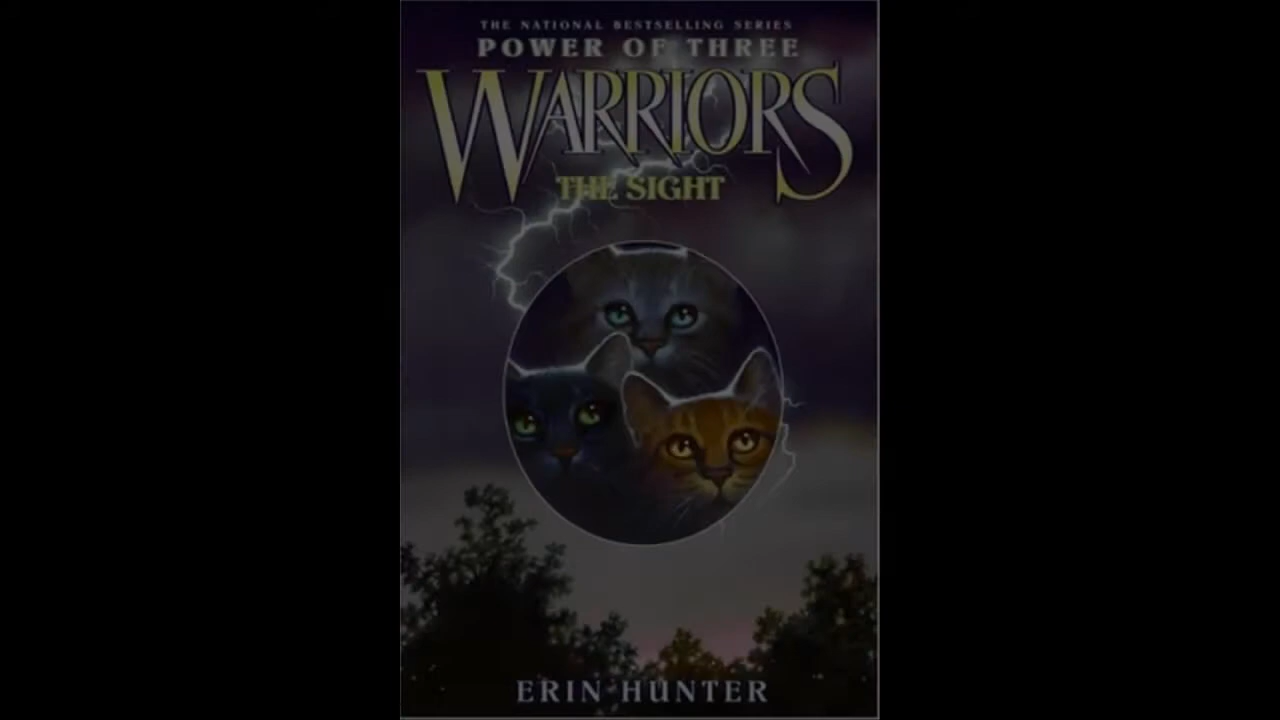 THE NATIONAL BESTSELLING SERIES
POWER OF THREE
WARRIORS
THE SIGHT
ERIN HUNTER